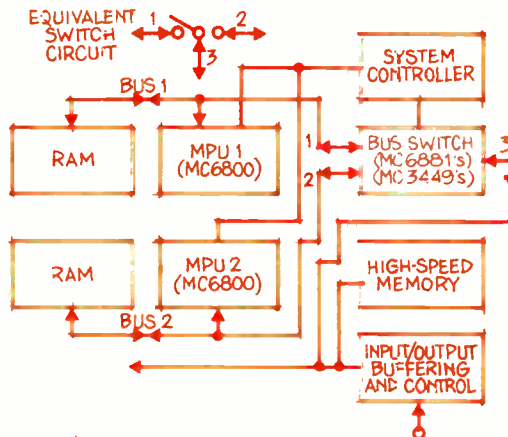 EQUIVALENT
SWITCH
CIRCUIT
1
2
3
SYSTEM
CONTROLLER
BUS 1
RAM
MPU 1
(MC6800)
1
2
BUS SWITCH
(MC6881's)
(MC3449's)
3
RAM
MPU 2
(MC6800)
HIGH-SPEED
MEMORY
BUS 2
INPUT/OUTPUT
BUFFERING
AND CONTROL